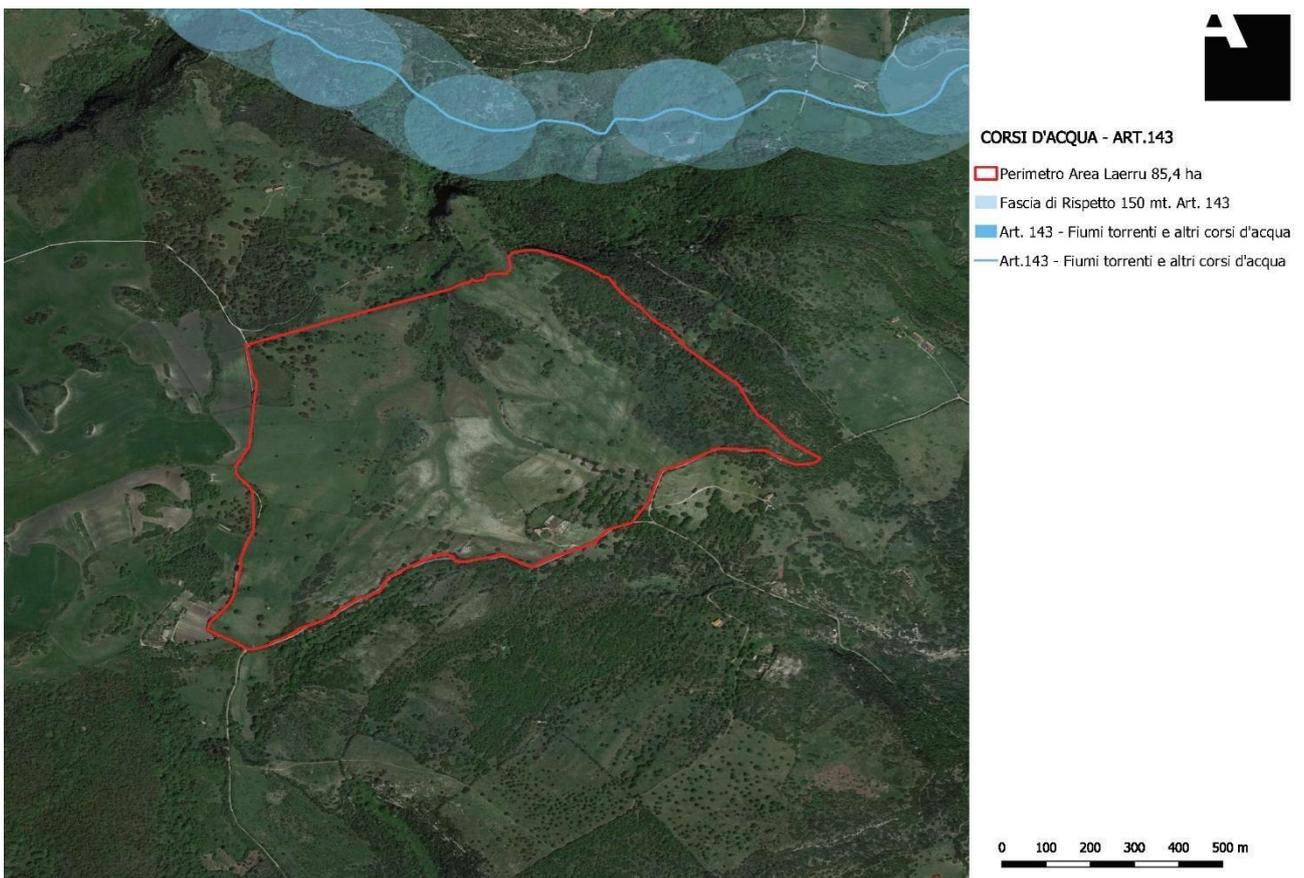 A
CORSI D'ACQUA - ART.143
Perimetro Area Laerru 85,4 ha
Fascia di Rispetto 150 mt. Art. 143
Art. 143 - Fiumi torrenti e altri corsi d'acqua
Art.143 - Fiumi torrenti e altri corsi d'acqua
0 100 200 300 400 500 m